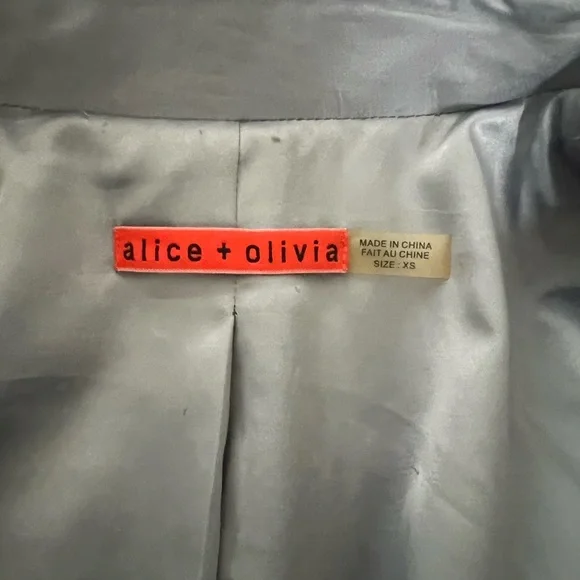 alice + olivia
MADE IN CHINA
FAIT AU CHINE
SIZE : XS